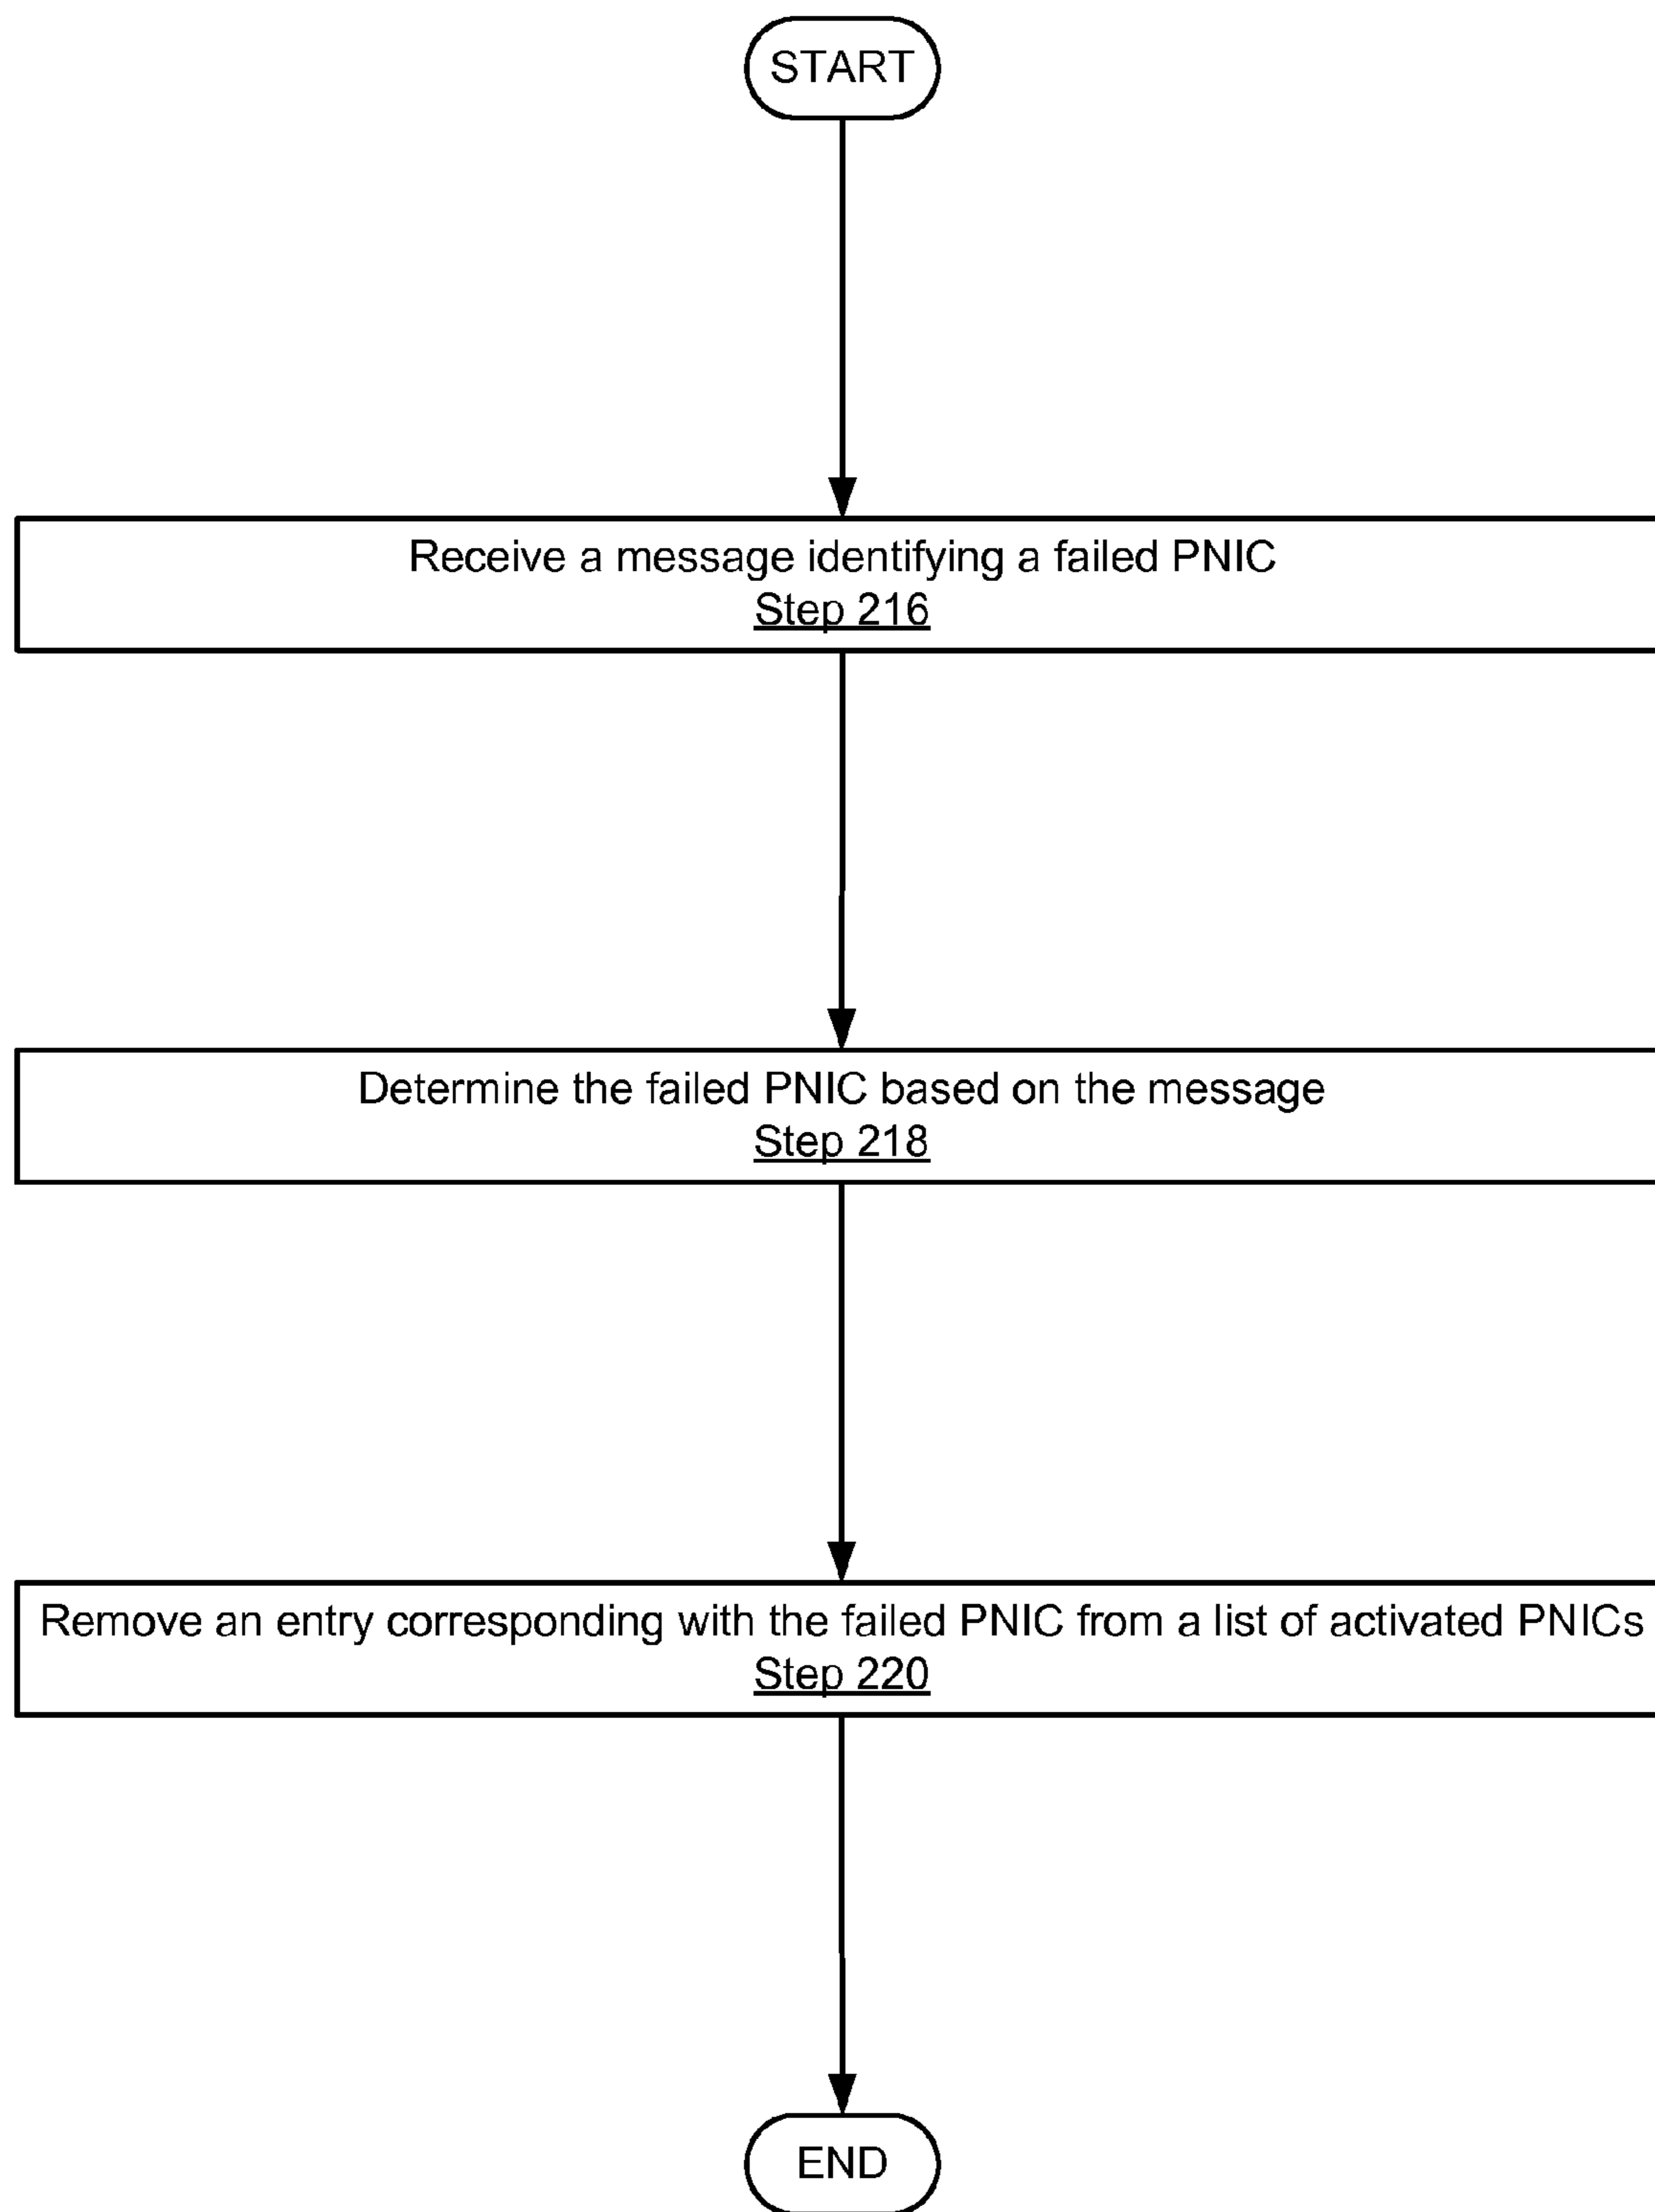 START
Receive a message identifying a failed PNIC
Step 216
Determine the failed PNIC based on the message
Step 218
Remove an entry corresponding with the failed PNIC from a list of activated PNICs
Step 220
END